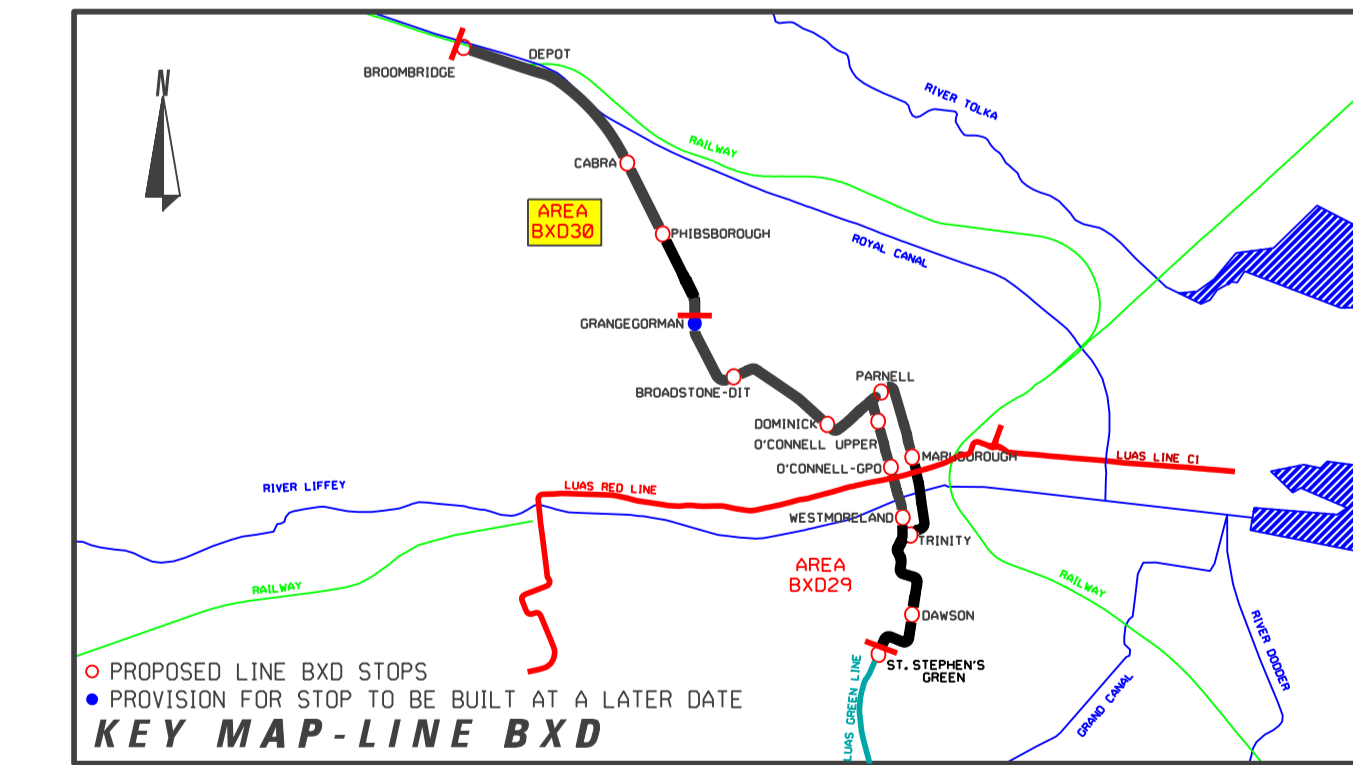 DEPOT
BROOMBRIDGE
N
RIVER TOLKA
RAILWAY
CABRA
AREA
BXD30
PHIBSBOROUGH
ROYAL CANAL
GRANGEGORMAN
PARNELL
BROADSTONE-DIT
DOMINICK
O'CONNELL UPPER
MARLBOROUGH
LUAS LINE C1
O'CONNELL-GPO
RIVER LIFFEY
LUAS RED LINE
WESTMORELAND
TRINITY
AREA
BXD29
RAILWAY
RAILWAY
DAWSON
RIVER DODDER
ST. STEPHEN'S
GREEN
LUAS GREEN LINE
GRAND CANAL
PROPOSED LINE BXD STOPS
PROVISION FOR STOP TO BE BUILT AT A LATER DATE
KEY MAP-LINE BXD